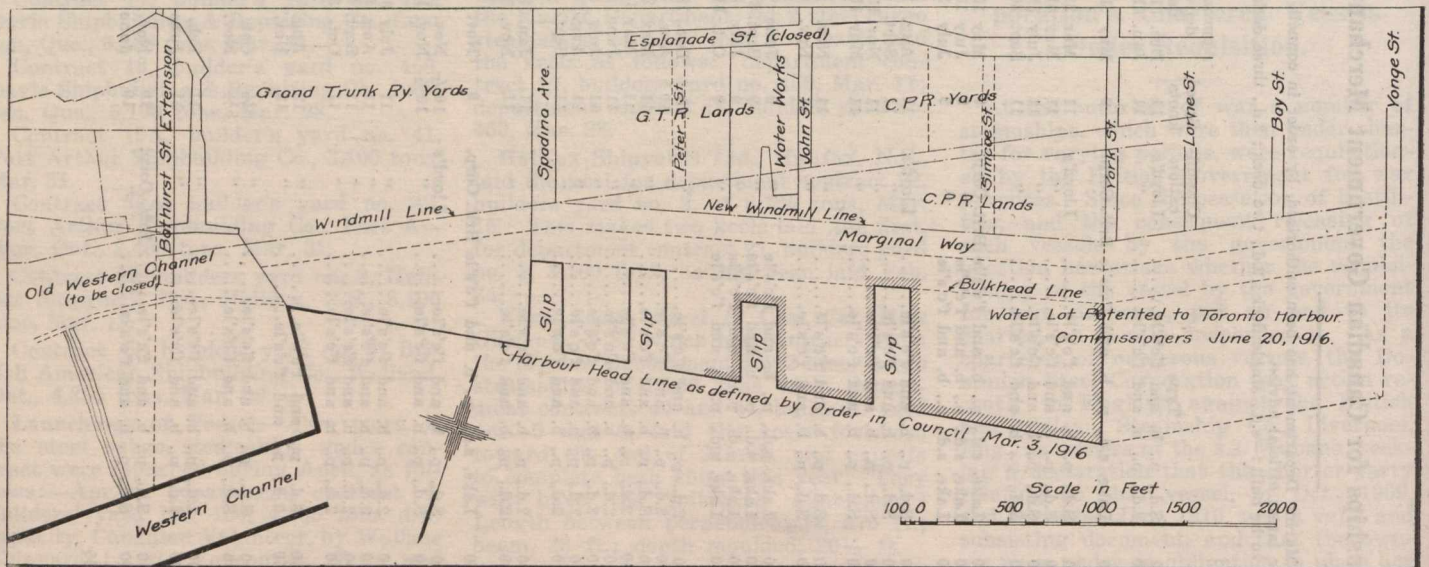 Esplanade St (closed)
Grand Trunk Ry Yards
Bathurst St. Extension
Spadina Ave.
Peter St.
G.T.R. Lands
Water Works
John St.
C.P.R. Yards
Simcoe St.
York St.
Lorne St.
Bay St.
Yonge St.
Windmill Line
New Windmill Line
C.P.R. Lands
Marginal Way
Old Western Channel
(to be closed)
Bulkhead Line
Slip
Slip
Slip
Slip
Water Lot Patented to Toronto Harbour
Commissioners June 20, 1916.
Harbour Head Line as defined by Order
in Council Mar. 3, 1916
Western Channel
Scale in Feet
100 0 500 1000 1500 2000